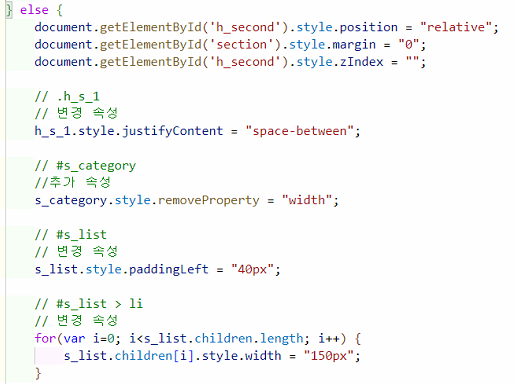 } else {
document.getElementById('h_second').style.position = "relative";
document.getElementById('section').style.margin = "0";
document.getElementById('h_second').style.zIndex = "";
// .h_s_1
// 변경 속성
h_s_1.style.justifyContent = "space-between";
// #s_category
//추가 속성
s_category.style.removeProperty = "width";
// #s_list
// 변경 속성
s_list.style.paddingLeft = "40px";
// #s_list > li
// 변경 속성
for(var i=0; i<s_list.children.length; i++) {
s_list.children[i].style.width = "150px";
}